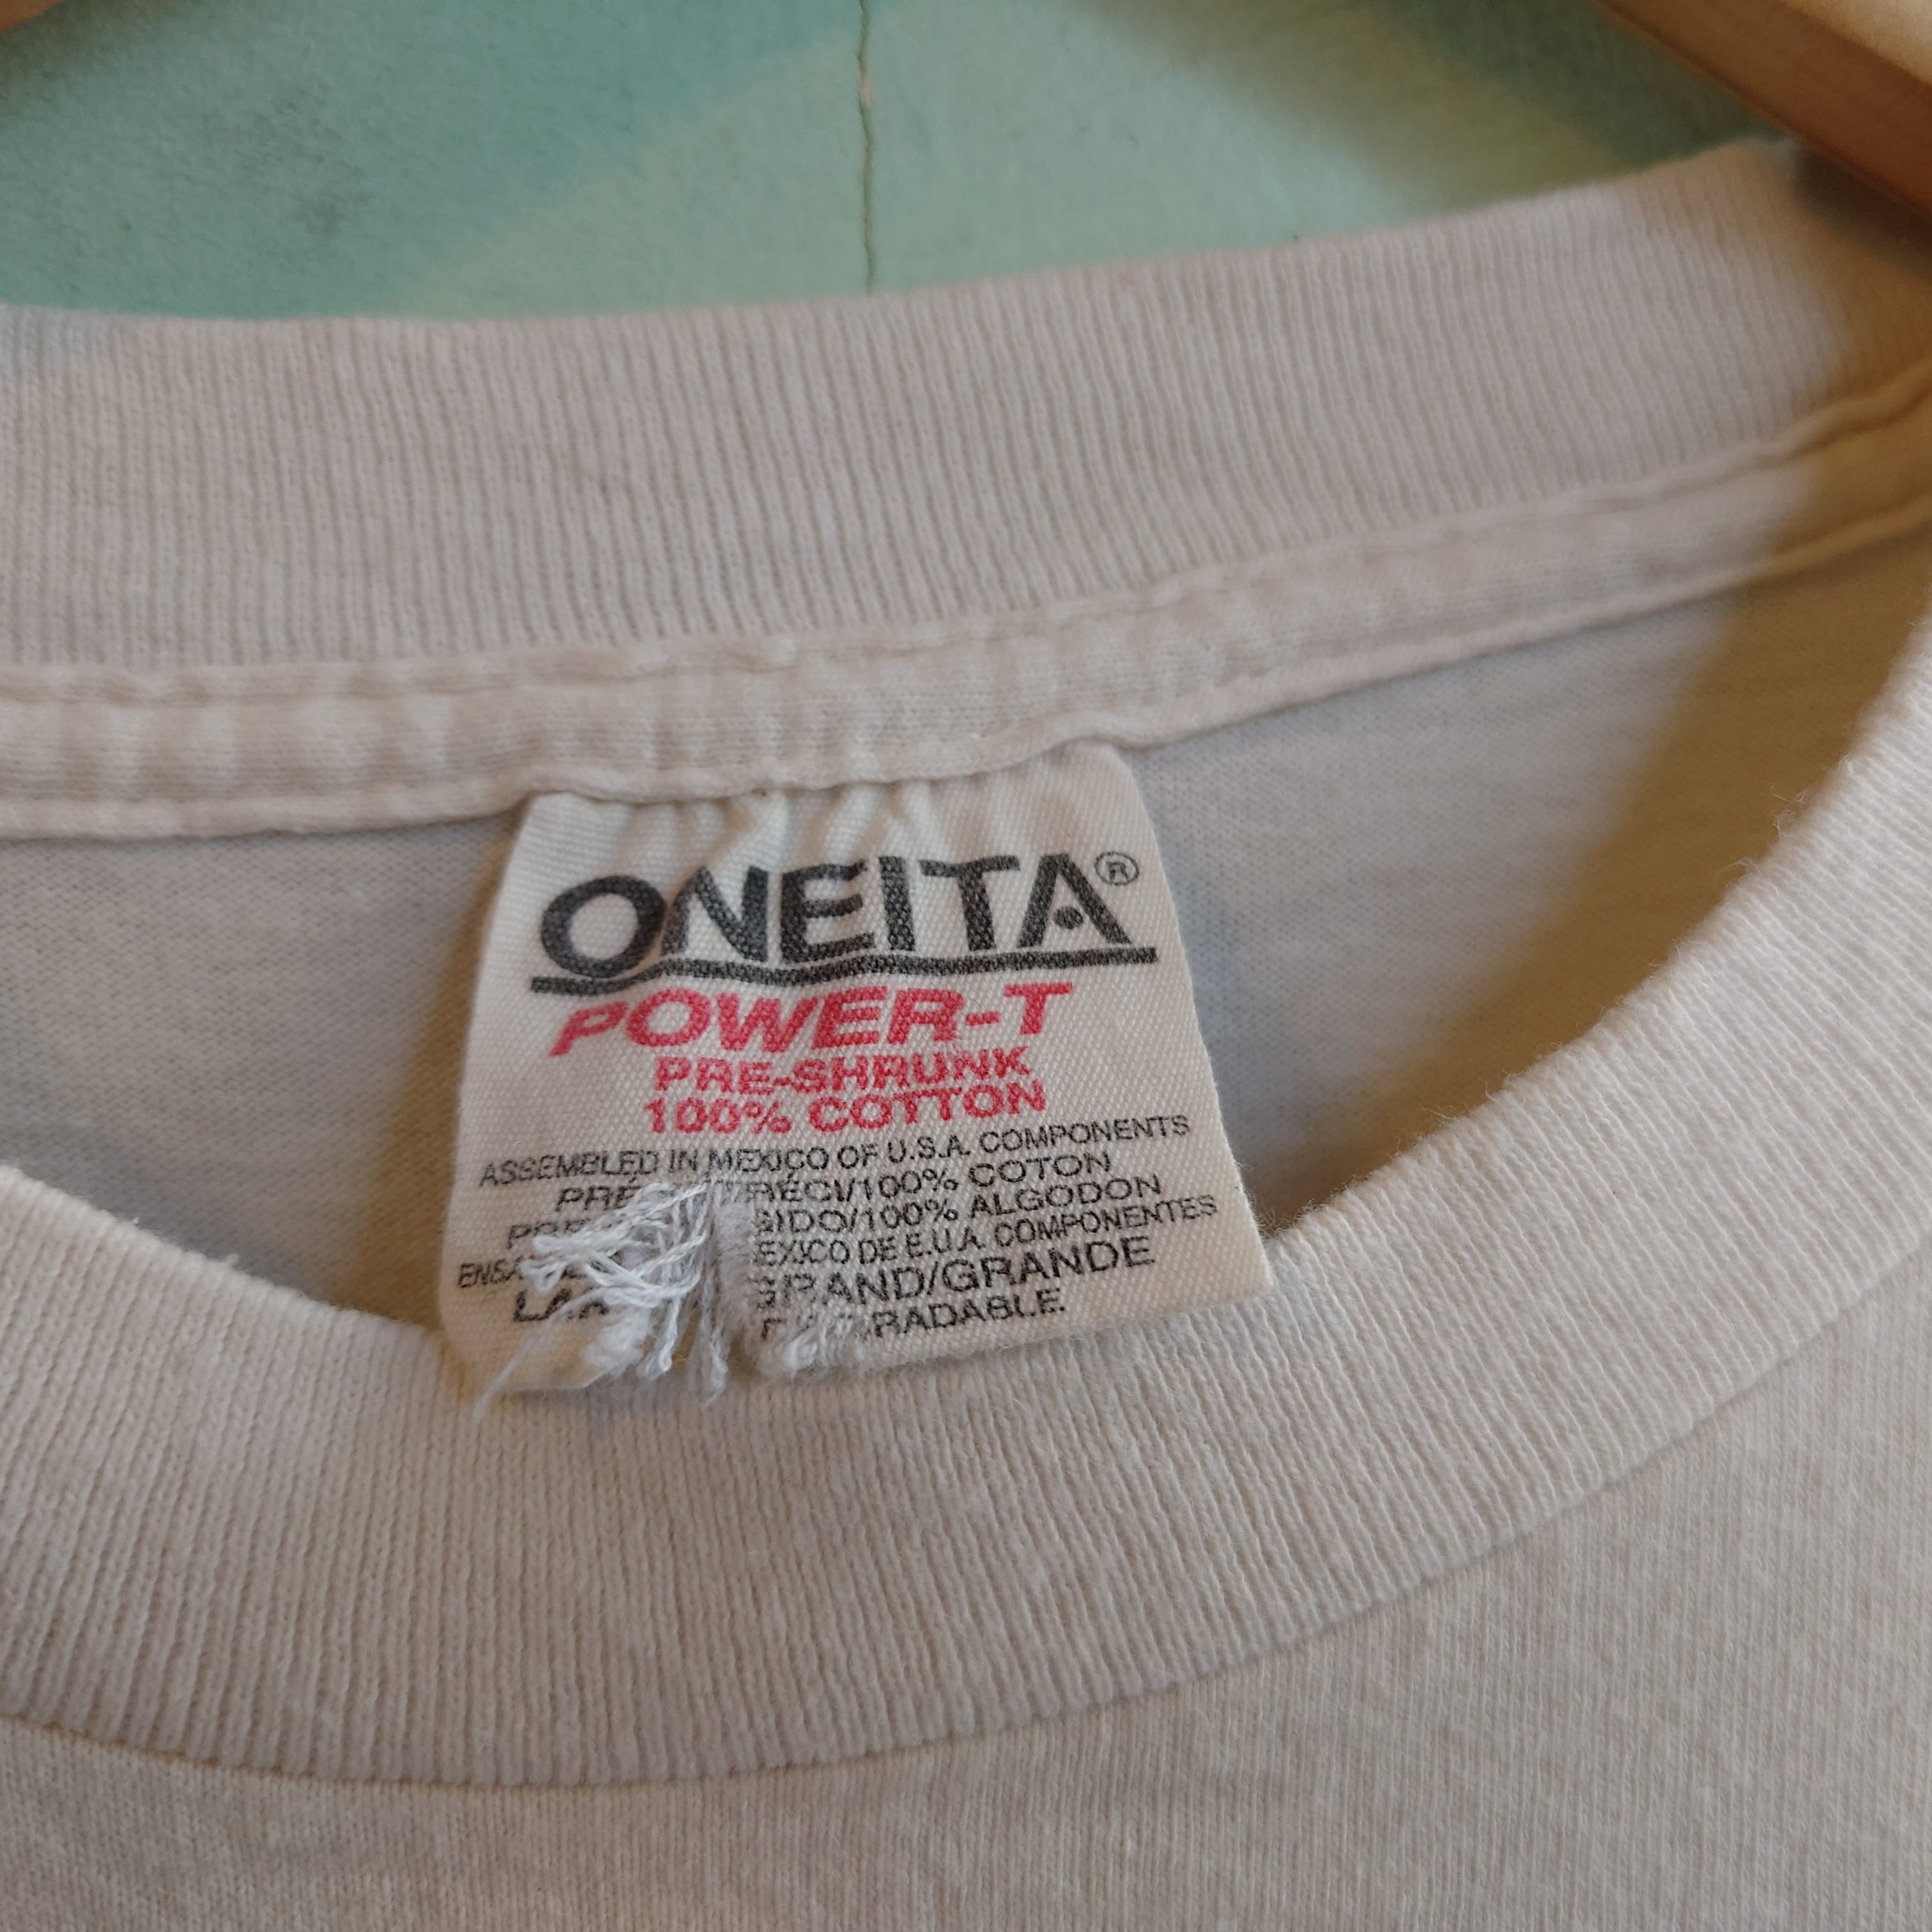 ONEITA®
POWER-T
PRE-SHRUNK
100% COTTON
ASSEMBLED IN MEXICO OF U.S.A. COMPONENTS
100% COTON
100% ALGODON
DE E.U.A. COMPONENTES
GRAND/GRANDE